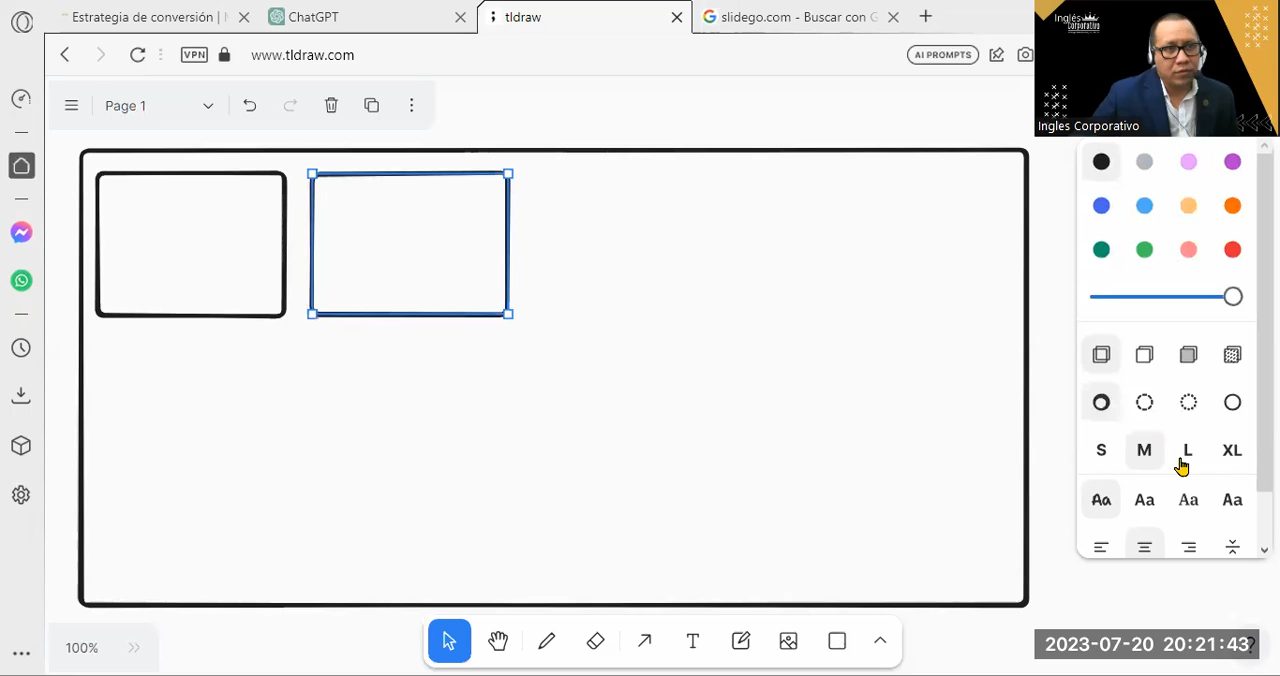 Estrategia de conversión |
ChatGPT
tldraw
slidego.com - Buscar con G
VPN
www.tldraw.com
AI PROMPTS
Inglés
Corporativo
Ingles Corporativo
Page 1
S M L XL
Aa Aa Aa Aa
100%
T
2023-07-20 20:21:43
?